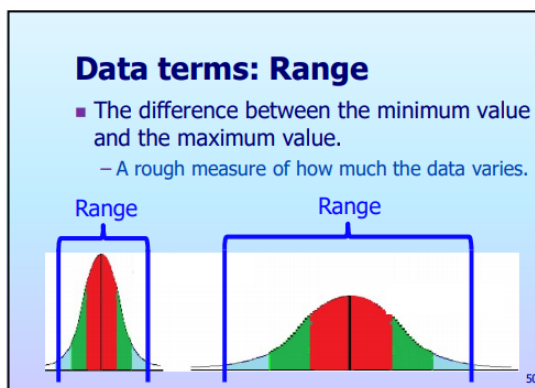 Data terms: Range
■ The difference between the minimum value
and the maximum value.
– A rough measure of how much the data varies.
Range
Range
50